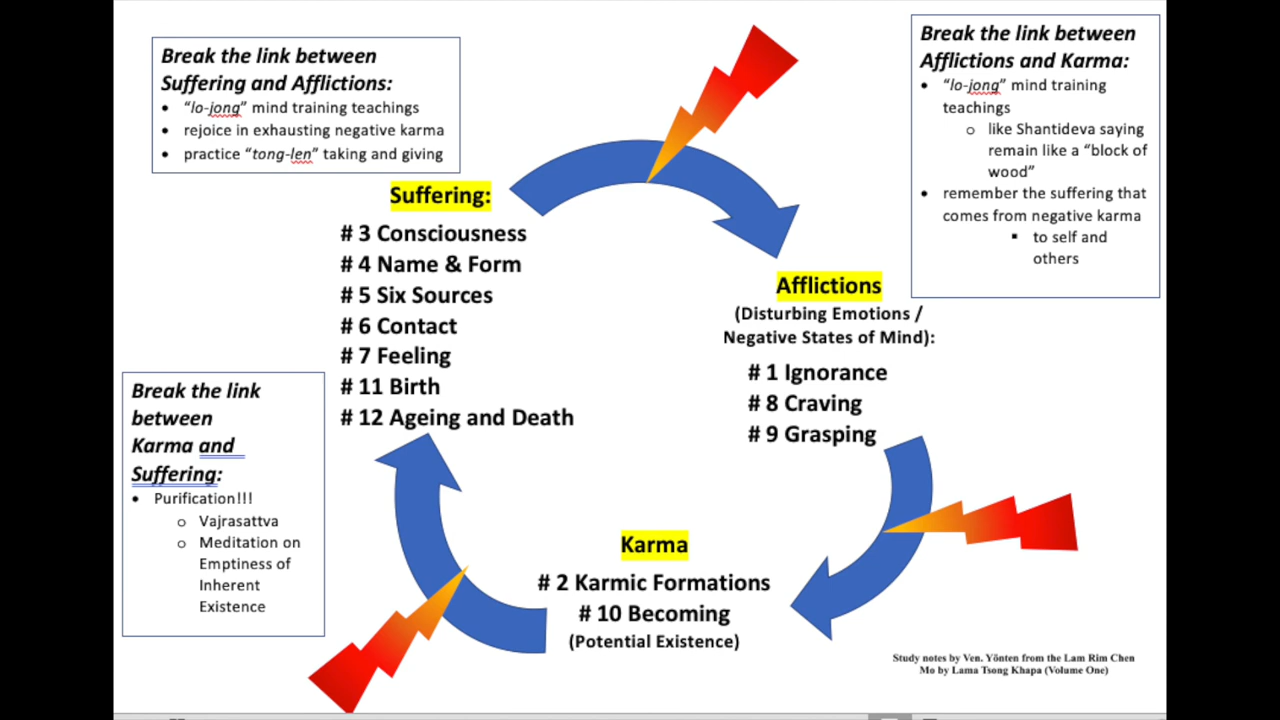 Break the link between
Suffering and Afflictions:
• “lo-jong” mind training teachings
• rejoice in exhausting negative karma
• practice “tong-len” taking and giving
Break the link between
Afflictions and Karma:
• “lo-jong” mind training
teachings
o like Shantideva saying
remain like a “block of
wood”
• remember the suffering that
comes from negative karma
▪ to self and
others
Suffering:
# 3 Consciousness
# 4 Name & Form
# 5 Six Sources
# 6 Contact
# 7 Feeling
# 11 Birth
# 12 Ageing and Death
Afflictions
(Disturbing Emotions /
Negative States of Mind):
# 1 Ignorance
# 8 Craving
# 9 Grasping
Break the link
between
Karma and
Suffering:
• Purification!!!
o Vajrasattva
o Meditation on
Emptiness of
Inherent
Existence
Karma
# 2 Karmic Formations
# 10 Becoming
(Potential Existence)
Study notes by Ven. Yönten from the Lam Rim Chen
Mo by Lama Tsong Khapa (Volume One)